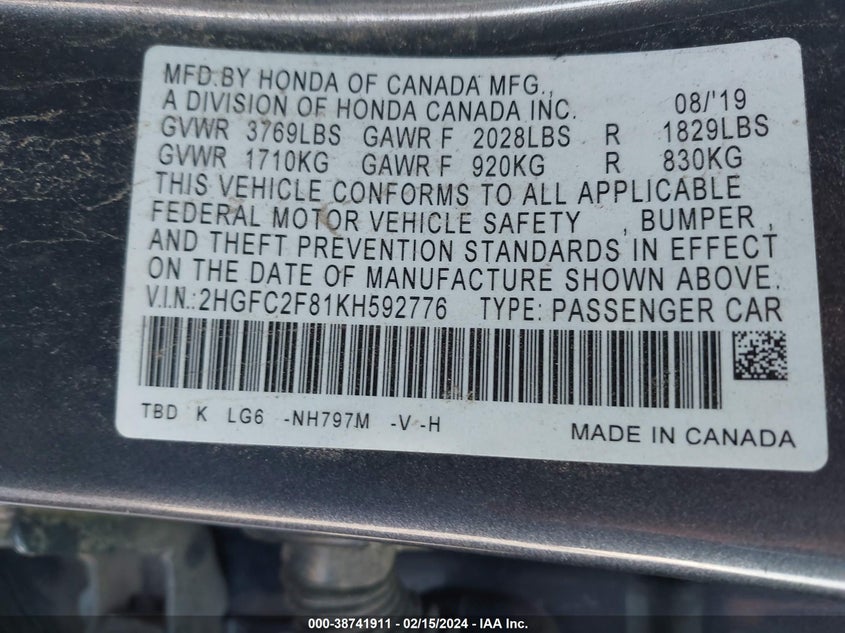 MFD.BY HONDA OF CANADA MFG.,
A DIVISION OF HONDA CANADA INC. 08/'19
GVWR 3769LBS GAWR F 2028LBS R 1829LBS
GVWR 1710KG GAWR F 920KG R 830KG
THIS VEHICLE CONFORMS TO ALL APPLICABLE
FEDERAL MOTOR VEHICLE SAFETY , BUMPER ,
AND THEFT PREVENTION STANDARDS IN EFFECT
ON THE DATE OF MANUFACTURE SHOWN ABOVE.
V.I.N.:2HGFC2F81KH592776 TYPE: PASSENGER CAR
TBD K LG6 -NH797M -V -H
MADE IN CANADA
000-38741911 - 02/15/2024 - IAA Inc.